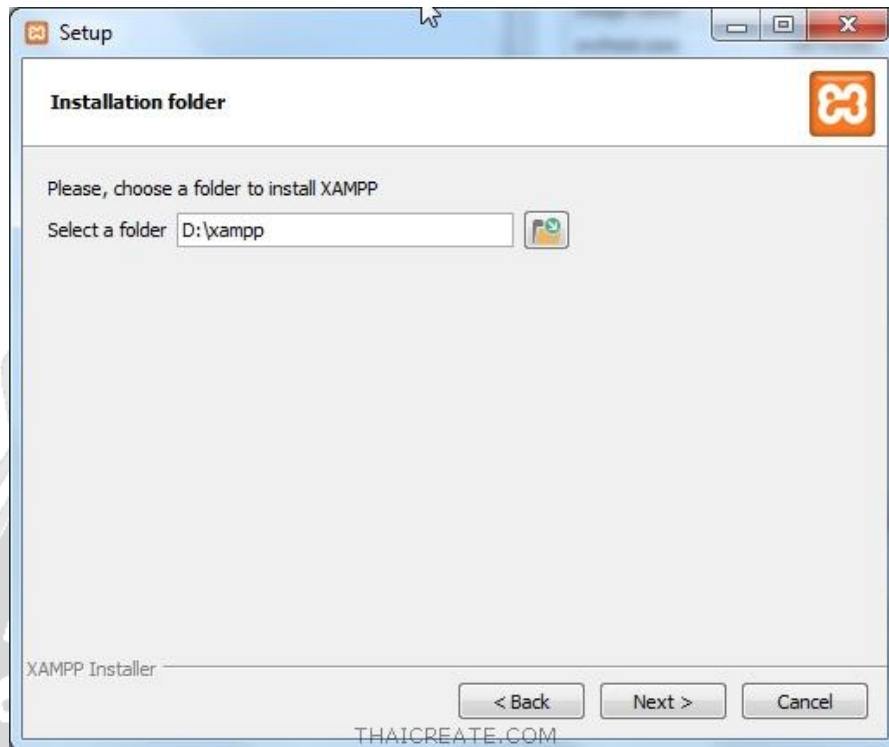 Setup
Installation folder
Please, choose a folder to install XAMPP
Select a folder D:\xampp
XAMPP Installer
< Back Next > Cancel
THAICREATE.COM